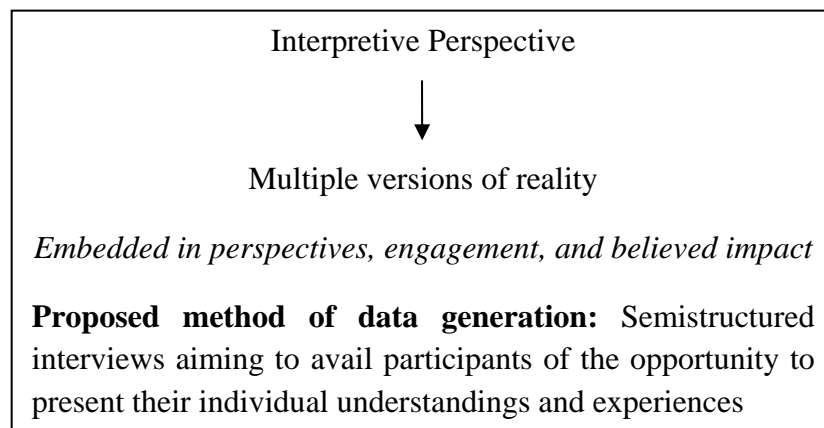 Interpretive Perspective
Multiple versions of reality
Embedded in perspectives, engagement, and believed impact
Proposed method of data generation: Semistructured
interviews aiming to avail participants of the opportunity to
present their individual understandings and experiences